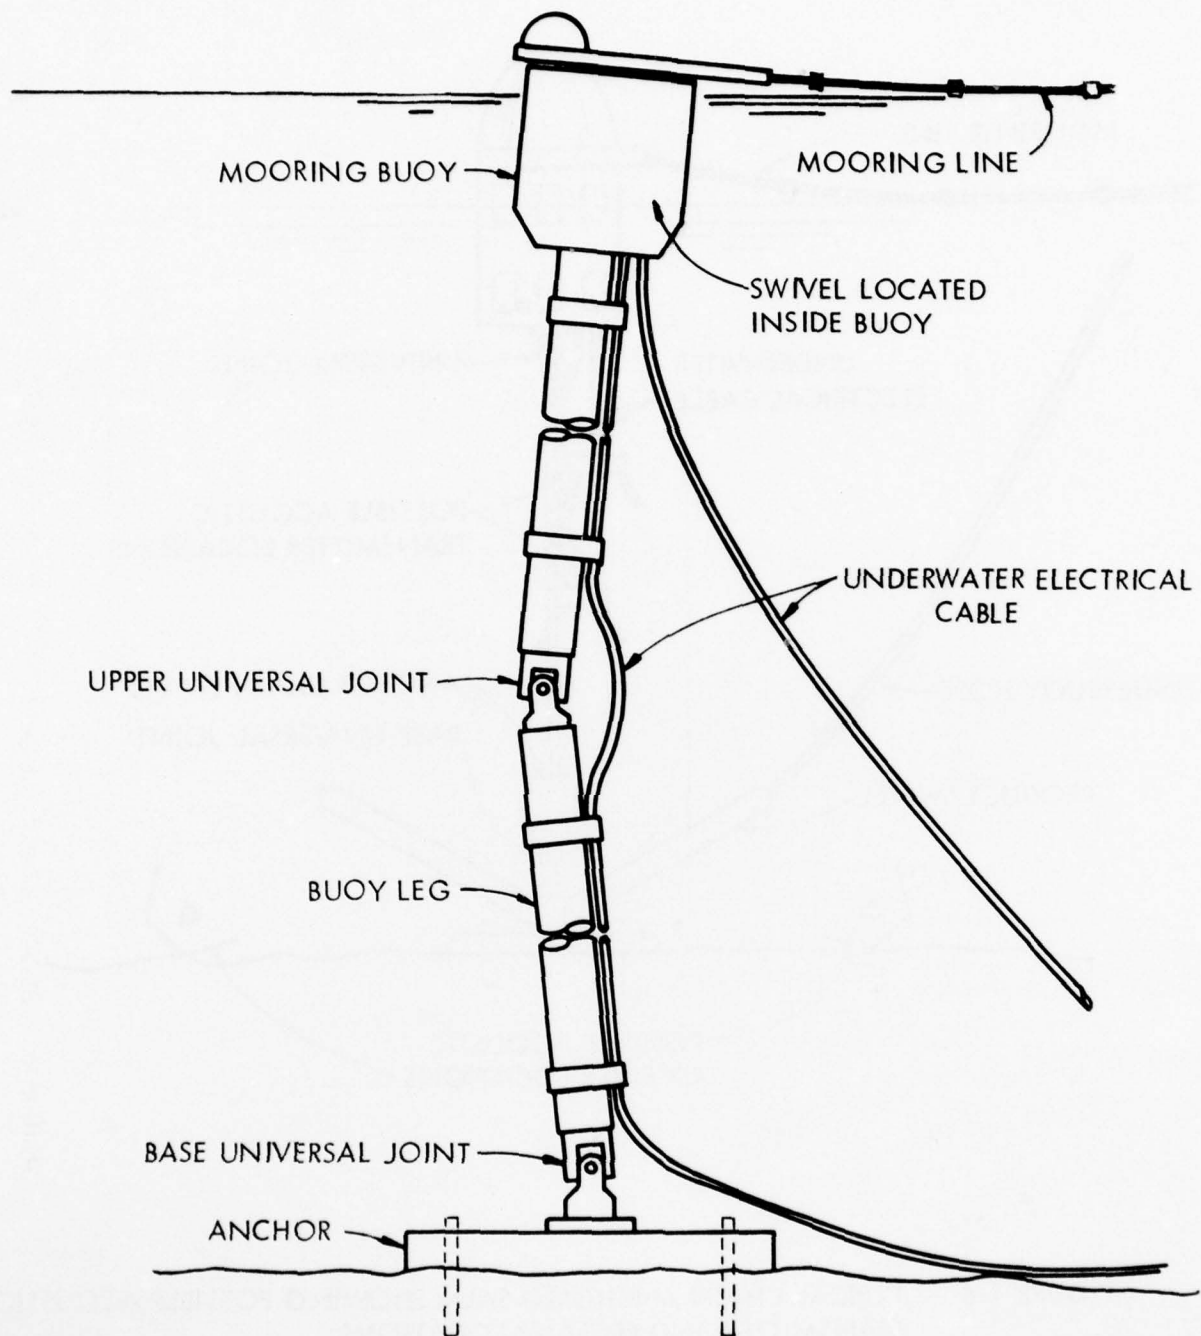 MOORING BUOY
MOORING LINE
SWIVEL LOCATED
INSIDE BUOY
UNDERWATER ELECTRICAL
CABLE
UPPER UNIVERSAL JOINT
BUOY LEG
BASE UNIVERSAL JOINT
ANCHOR